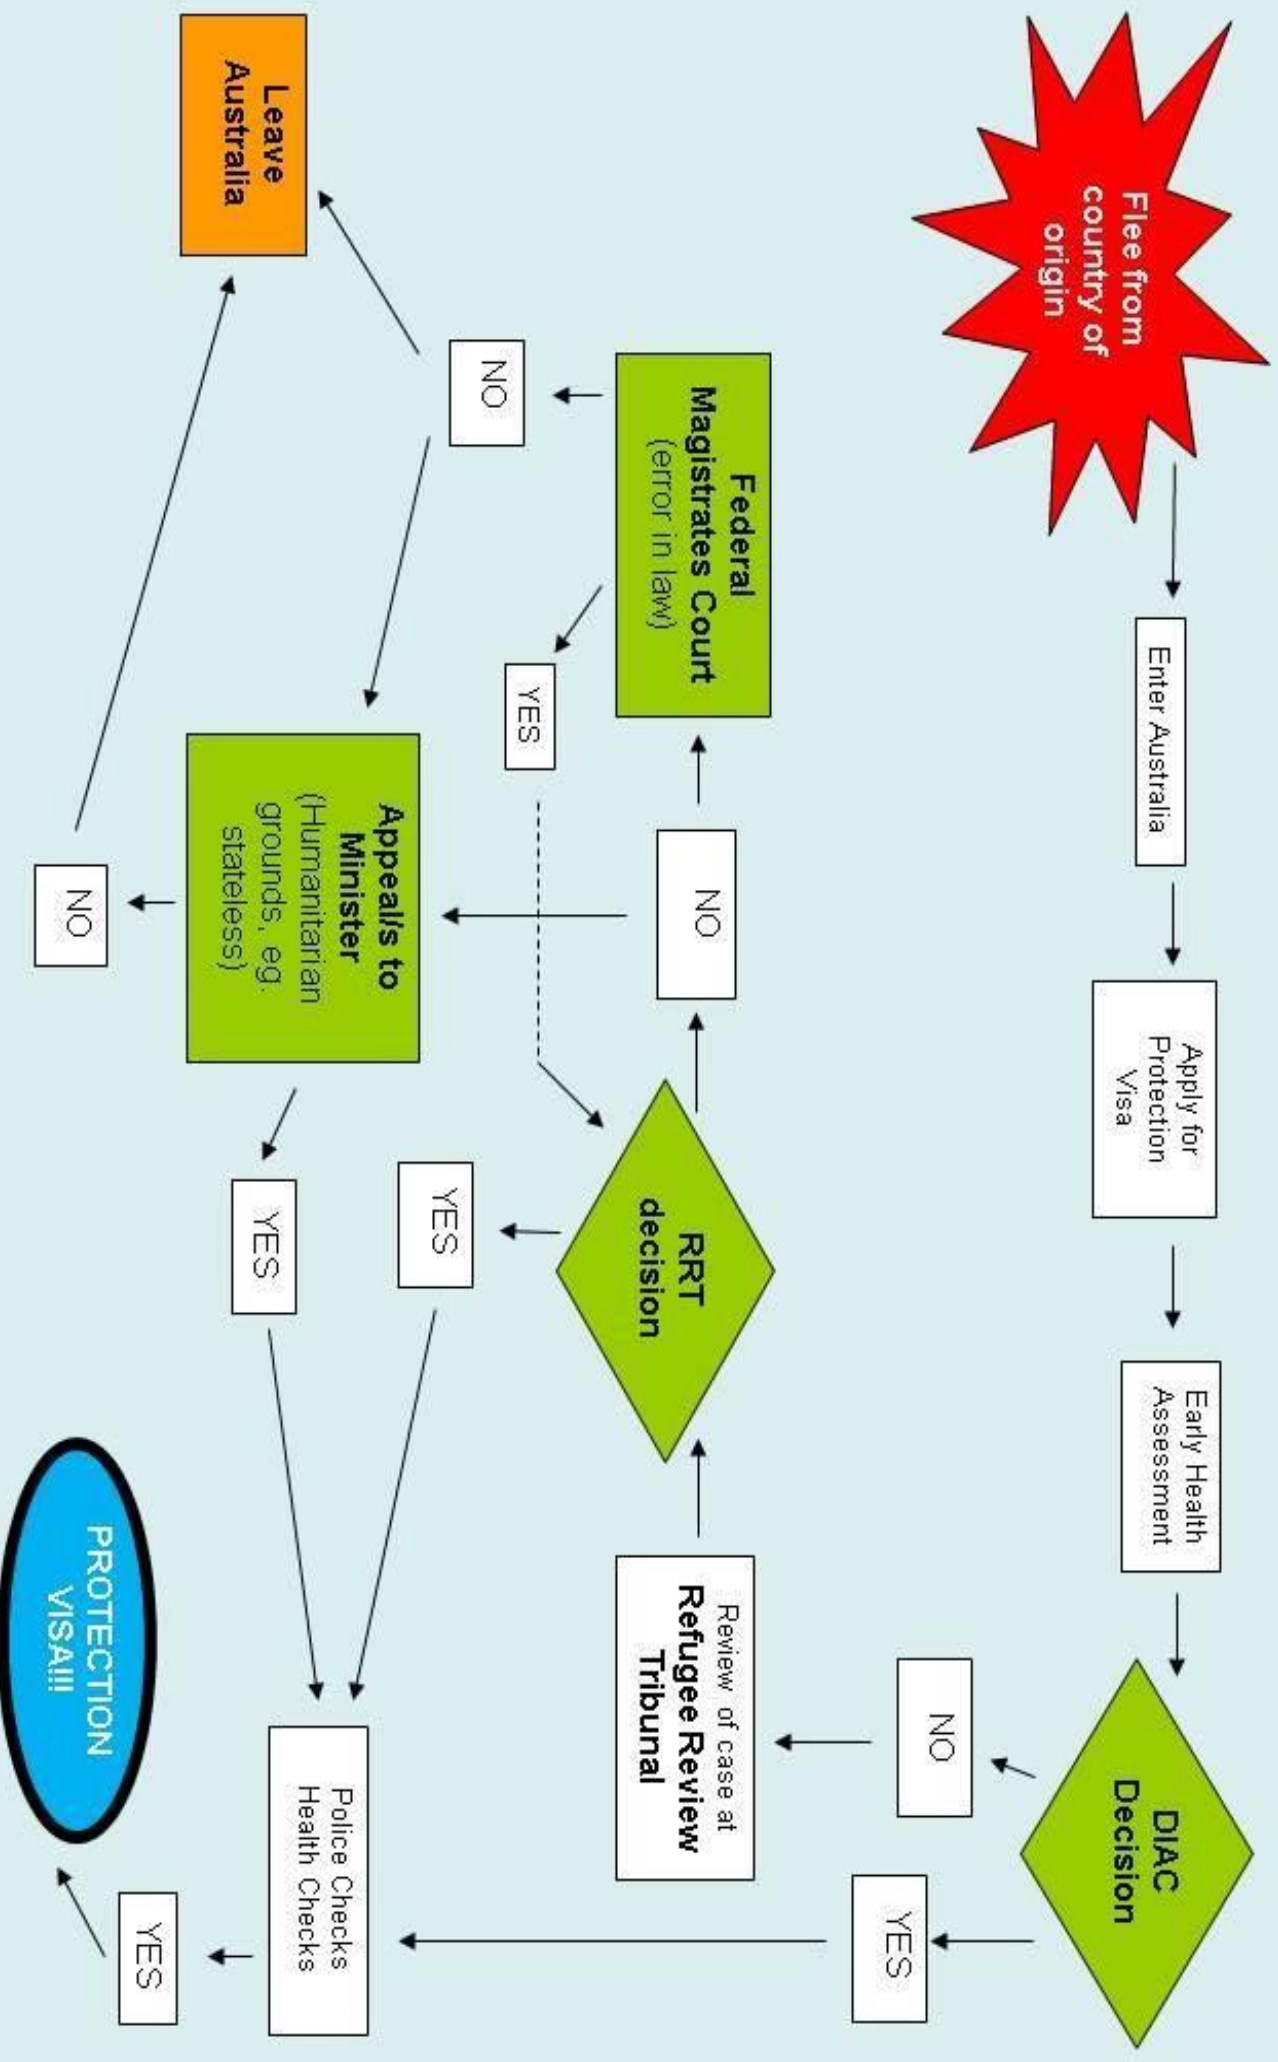 Flee from
country of
origin
Enter Australia
Apply for
Protection
Visa
Early Health
Assessment
DIAC
Decision
NO
YES
Review of case at
Refugee Review
Tribunal
RRT
decision
NO
YES
Federal
Magistrates Court
(error in law)
NO
YES
Appeal/s to
Minister
(Humanitarian
grounds, eg.
stateless)
NO
YES
Leave
Australia
Police Checks
Health Checks
YES
PROTECTION
VISA!!!